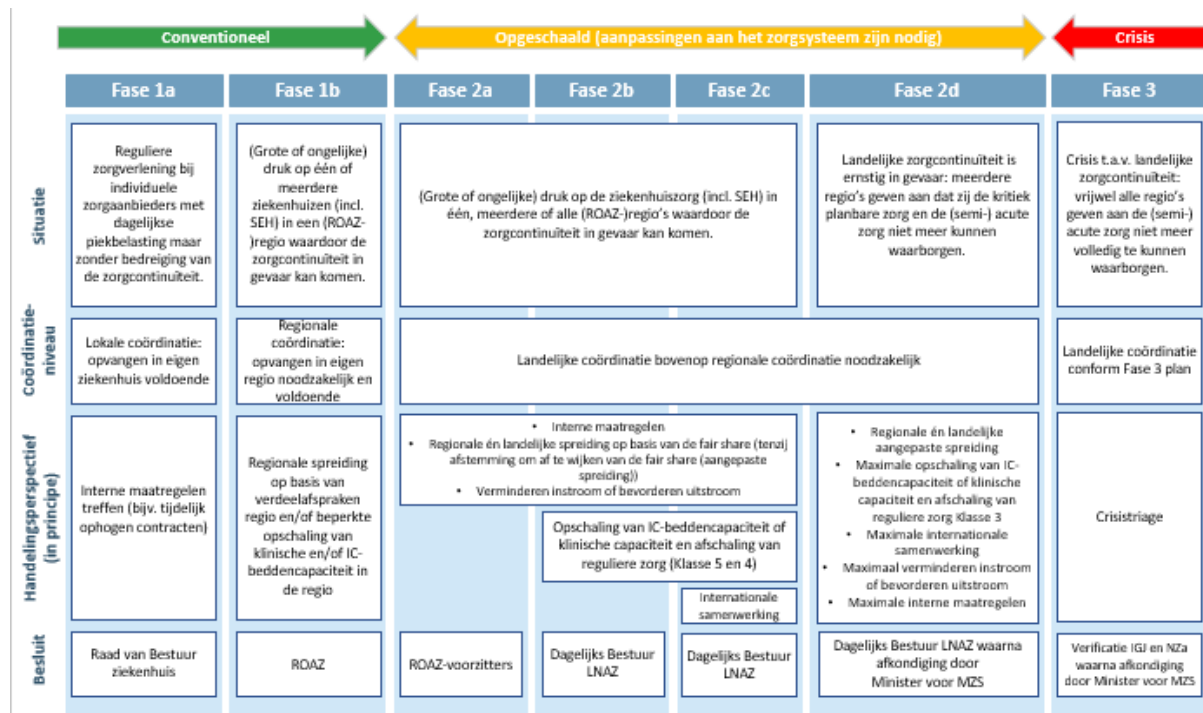 Conventioneel
Opgeschaald (aanpassingen aan het zorgsysteem zijn nodig)
Crisis
Fase 1a
Fase 1b
Fase 2a
Fase 2b
Fase 2c
Fase 2d
Fase 3
Situatie
Reguliere
zorgverlening bij
individuele
zorgaanbieders met
dagelijkse
piekbelasting maar
zonder bedreiging van
de zorgcontinuïteit.
(Grote of ongelijke)
druk op één of
meerdere
ziekenhuizen (incl.
SEH) in een (ROAZ-
)regio waardoor de
zorgcontinuïteit in
gevaar kan komen.
(Grote of ongelijke) druk op de ziekenhuiszorg (incl. SEH) in
één, meerdere of alle (ROAZ-)regio's waardoor de
zorgcontinuïteit in gevaar kan komen.
Landelijke zorgcontinuïteit is
ernstig in gevaar: meerdere
regio's geven aan dat zij de kritiek
planbare zorg en de (semi-) acute
zorg niet meer kunnen
waarborgen.
Crisis t.a.v. landelijke
zorgcontinuïteit:
vrijwel alle regio's
geven aan de (semi-)
acute zorg niet meer
volledig te kunnen
waarborgen.
Coördinatie-
niveau
Lokale coördinatie:
opvangen in eigen
ziekenhuis voldoende
Regionale
coördinatie:
opvangen in eigen
regio noodzakelijk en
voldoende
Landelijke coördinatie bovenop regionale coördinatie noodzakelijk
Landelijke coördinatie
conform Fase 3 plan
Handelingsperspectief
(in principe)
Interne maatregelen
treffen (bijv. tijdelijk
ophogen contracten)
Regionale spreiding
op basis van
verdeelafspraken
regio en/of beperkte
opschaling van
klinische en/of IC-
beddencapaciteit in
de regio
• Interne maatregelen
• Regionale én landelijke spreiding op basis van de fair share (tenzij
afstemming om af te wijken van de fair share (aangepaste
spreiding))
• Verminderen instroom of bevorderen uitstroom
Opschaling van IC-beddencapaciteit of
klinische capaciteit en afschaling van
reguliere zorg (Klasse 5 en 4)
Internationale
samenwerking
• Regionale én landelijke
aangepaste spreiding
• Maximale opschaling van IC-
beddencapaciteit of klinische
capaciteit en afschaling van
reguliere zorg Klasse 3
• Maximale internationale
samenwerking
• Maximaal verminderen instroom
of bevorderen uitstroom
• Maximale interne maatregelen
Crisistriage
Besluit
Raad van Bestuur
ziekenhuis
ROAZ
ROAZ-voorzitters
Dagelijks Bestuur
LNAZ
Dagelijks Bestuur
LNAZ
Dagelijks Bestuur LNAZ waarna
afkondiging door
Minister voor MZS
Verificatie IGJ en NZa
waarna afkondiging
door Minister voor MZS